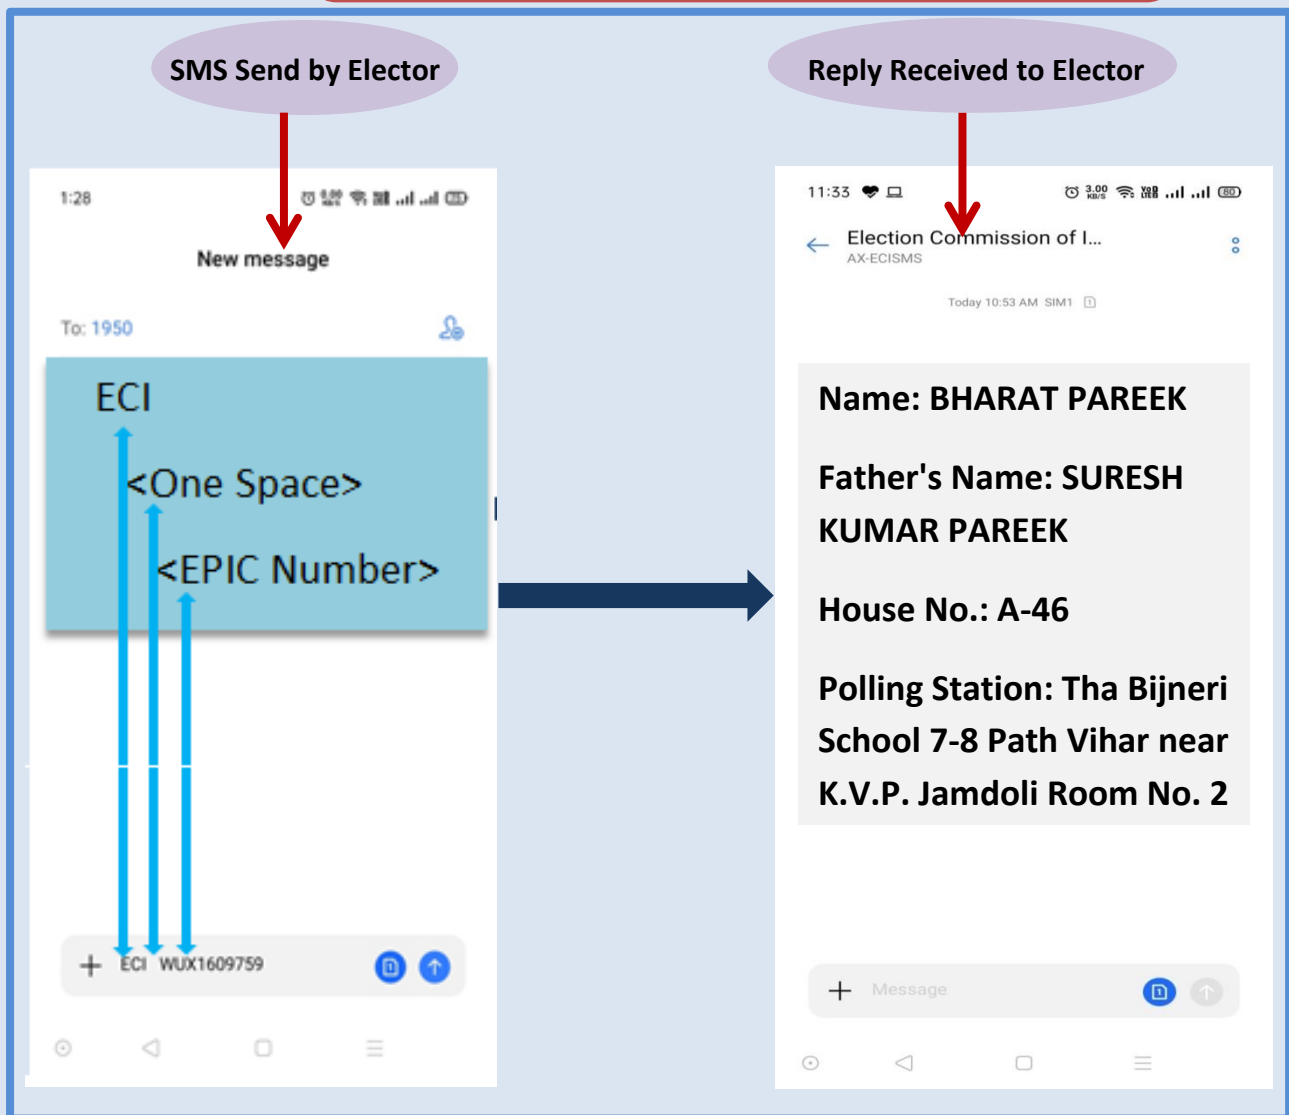 SMS Send by Elector
Reply Received to Elector
1:28
New message
To: 1950
ECI
<One Space>
<EPIC Number>
ECI WUX1609759
11:33
3.00
KB/S
Election Commission of I...
AX-ECISMS
Today 10:53 AM SIM1
Name: BHARAT PAREEK
Father's Name: SURESH
KUMAR PAREEK
House No.: A-46
Polling Station: Tha Bijneri
School 7-8 Path Vihar near
K.V.P. Jamdoli Room No. 2
Message